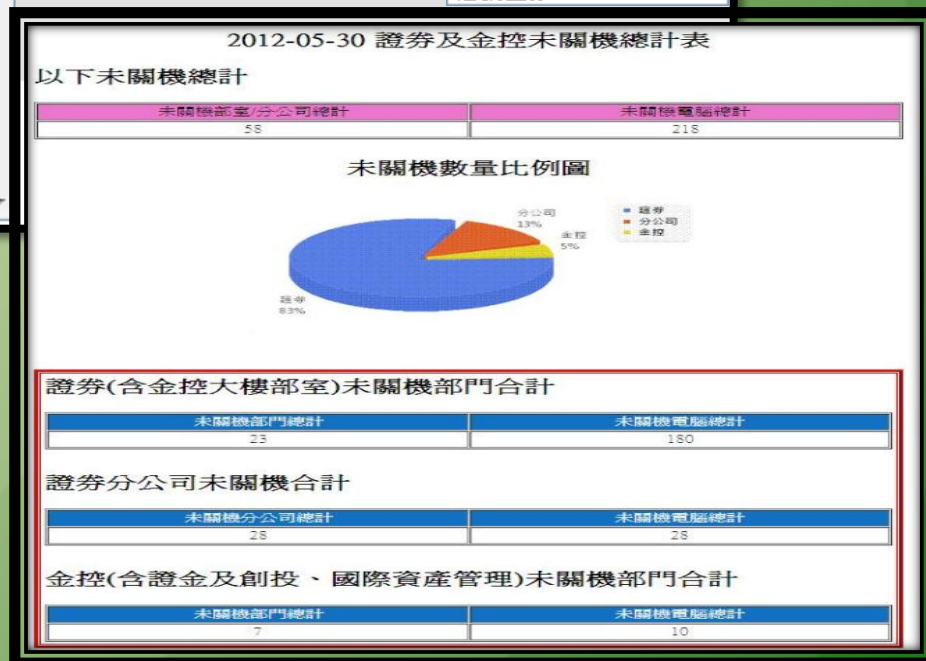 2012-05-30 證券及金控未關機總計表
以下未關機總計
未關機部室/分公司總計 未關機電腦總計
58 218
未關機數量比例圖
分公司
13%
金控
5%
證券
83%
證券
分公司
金控
證券(含金控大樓部室)未關機部門合計
未關機部門總計 未關機電腦總計
23 180
證券分公司未關機合計
未關機分公司總計 未關機電腦總計
28 28
金控(含證金及創投、國際資產管理)未關機部門合計
未關機部門總計 未關機電腦總計
7 10